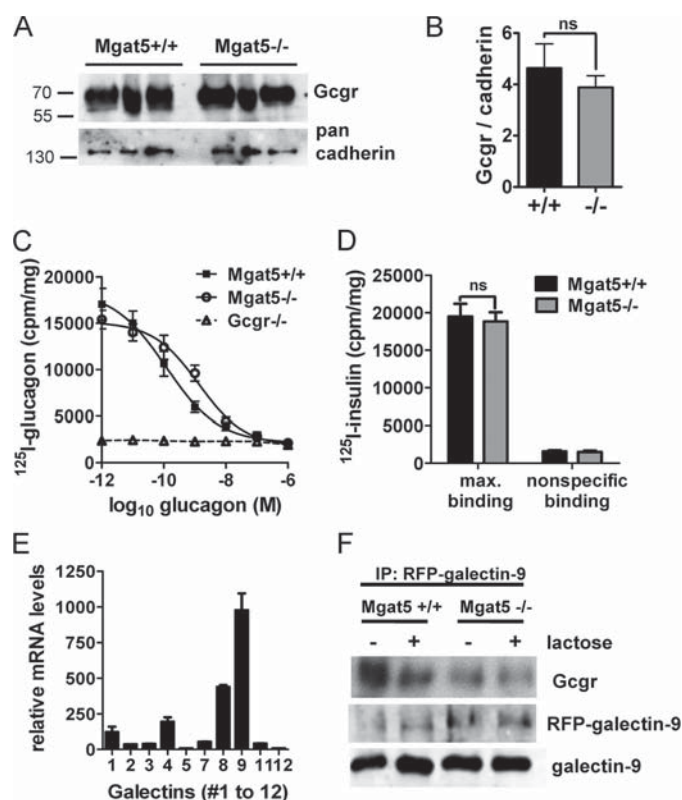 A
Mgat5+/+ Mgat5-/-
70
55
130
Gcgr
pan
cadherin
B
ns
Gcgr / cadherin
6
4
2
0
+/+ -/-
C
¹²⁵I-glucagon (cpm/mg)
20000
15000
10000
5000
0
Mgat5+/+
Mgat5-/-
Gcgr-/-
-12 -10 -8 -6
log₁₀ glucagon (M)
D
¹²⁵I-insulin (cpm/mg)
25000
20000
15000
10000
5000
0
ns
Mgat5+/+
Mgat5-/-
max. nonspecific
binding binding
E
relative mRNA levels
1250
1000
750
500
250
0
1 2 3 4 5 7 8 9 11 12
Galectins (#1 to 12)
F
IP: RFP-galectin-9
Mgat5 +/+ Mgat5 -/-
- + - + lactose
Gcgr
RFP-galectin-9
galectin-9